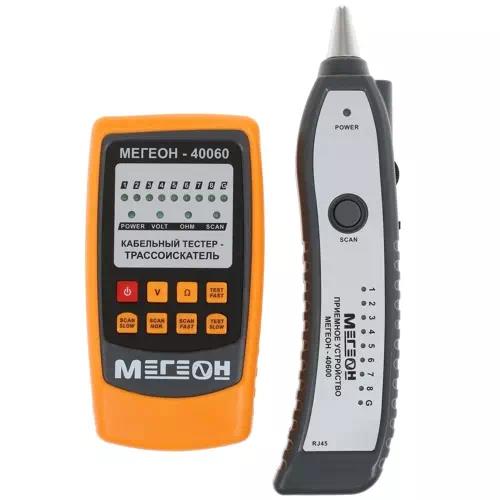 МЕГЕОН - 40060
1 2 3 4 5 6 7 8 G
POWER VOLT OHM SCAN
КАБЕЛЬНЫЙ ТЕСТЕР -
ТРАССОИСКАТЕЛЬ
V Ω TEST FAST
SCAN SLOW SCAN NGK SCAN FAST TEST SLOW
МЕГЕОН
POWER
SCAN
1 2 3 4 5 6 7 8 G
МЕГЕОН
ПРИЕМНОЕ УСТРОЙСТВО
МЕГЕОН - 40600
RJ45